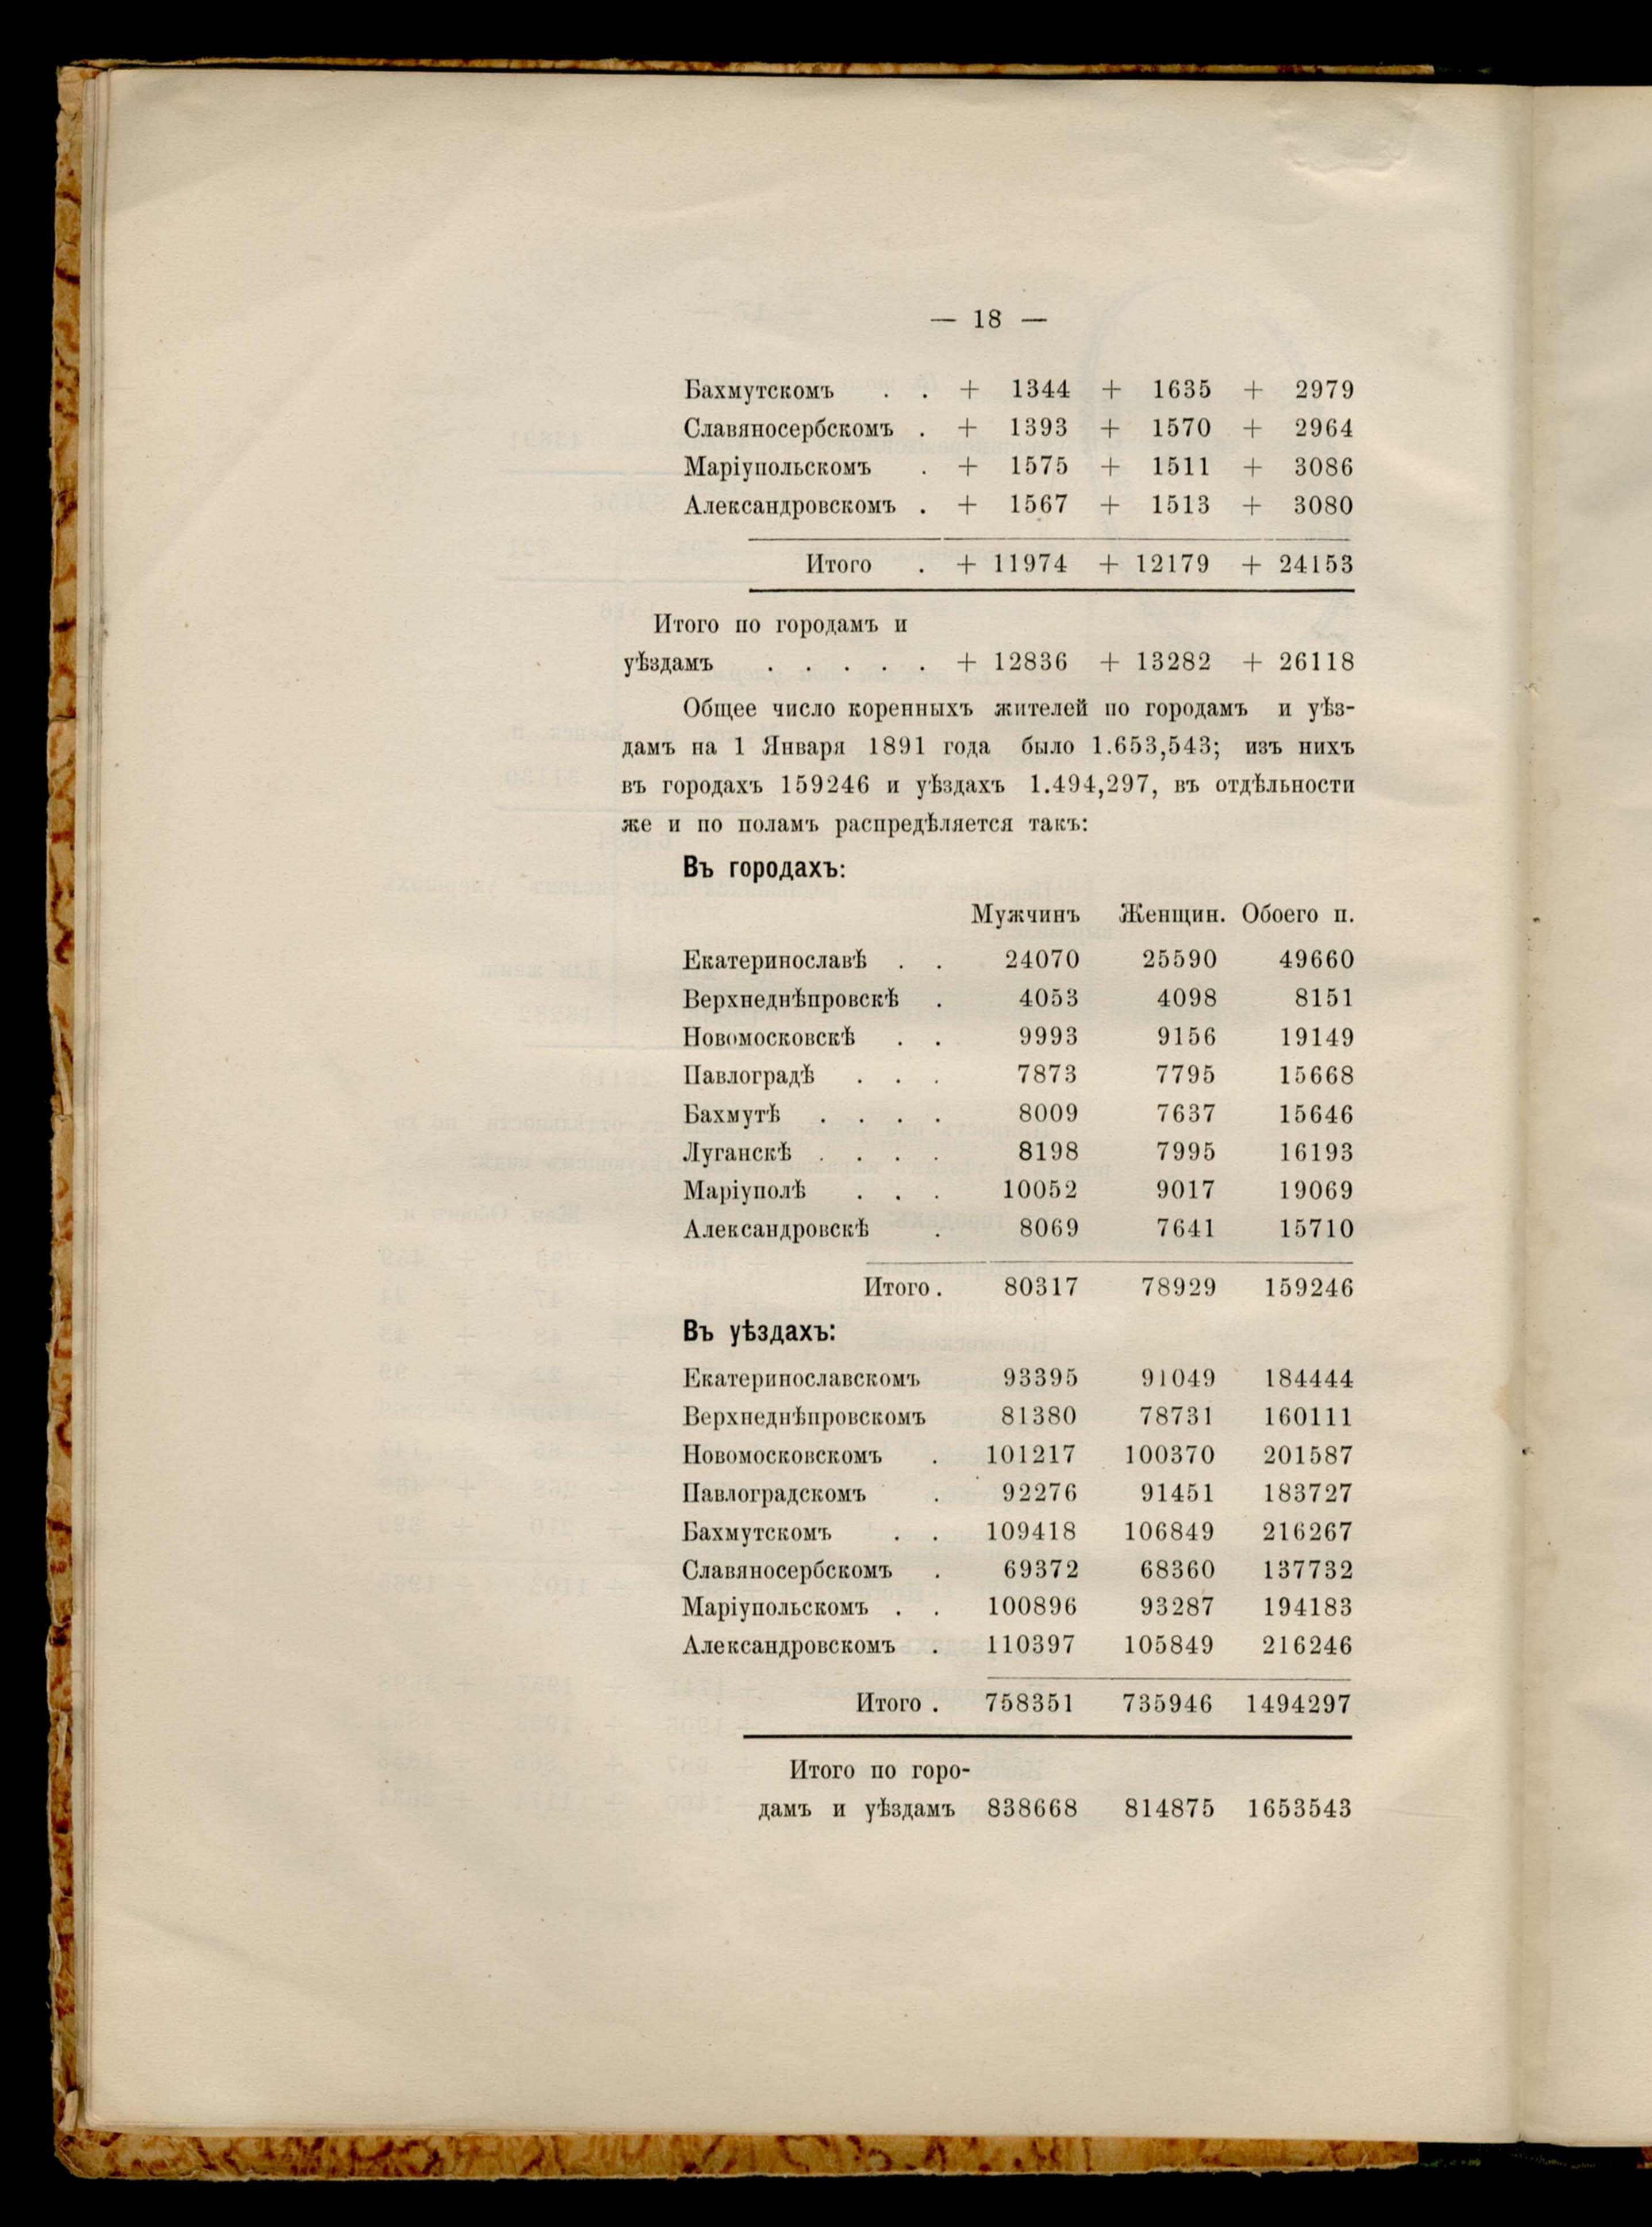 — 18 —
Бахмутскомъ . . + 1344 + 1635 + 2979
Славяносербскомъ . + 1393 + 1570 + 2964
Маріупольскомъ . + 1575 + 1511 + 3086
Александровскомъ . + 1567 + 1513 + 3080
Итого . + 11974 + 12179 + 24153
Итого по городамъ и
уѣздамъ . . . . . + 12836 + 13282 + 26118
Общее число коренныхъ жителей по городамъ и уѣз-
дамъ на 1 Января 1891 года было 1.653,543; изъ нихъ
въ городахъ 159246 и уѣздахъ 1.494,297, въ отдѣльности
же и по поламъ распредѣляется такъ:
Въ городахъ:
Мужчинъ Женщин. Обоего п.
Екатеринославѣ . . 24070 25590 49660
Верхнеднѣпровскѣ . 4053 4098 8151
Новомосковскѣ . . 9993 9156 19149
Павлоградѣ . . . 7873 7795 15668
Бахмутѣ . . . . 8009 7637 15646
Луганскѣ . . . . 8198 7995 16193
Маріуполѣ . . . 10052 9017 19069
Александровскѣ . 8069 7641 15710
Итого . 80317 78929 159246
Въ уѣздахъ:
Екатеринославскомъ 93395 91049 184444
Верхнеднѣпровскомъ 81380 78731 160111
Новомосковскомъ . 101217 100370 201587
Павлоградскомъ . 92276 91451 183727
Бахмутскомъ . . 109418 106849 216267
Славяносербскомъ . 69372 68360 137732
Маріупольскомъ . . 100896 93287 194183
Александровскомъ . 110397 105849 216246
Итого . 758351 735946 1494297
Итого по горо-
дамъ и уѣздамъ 838668 814875 1653543